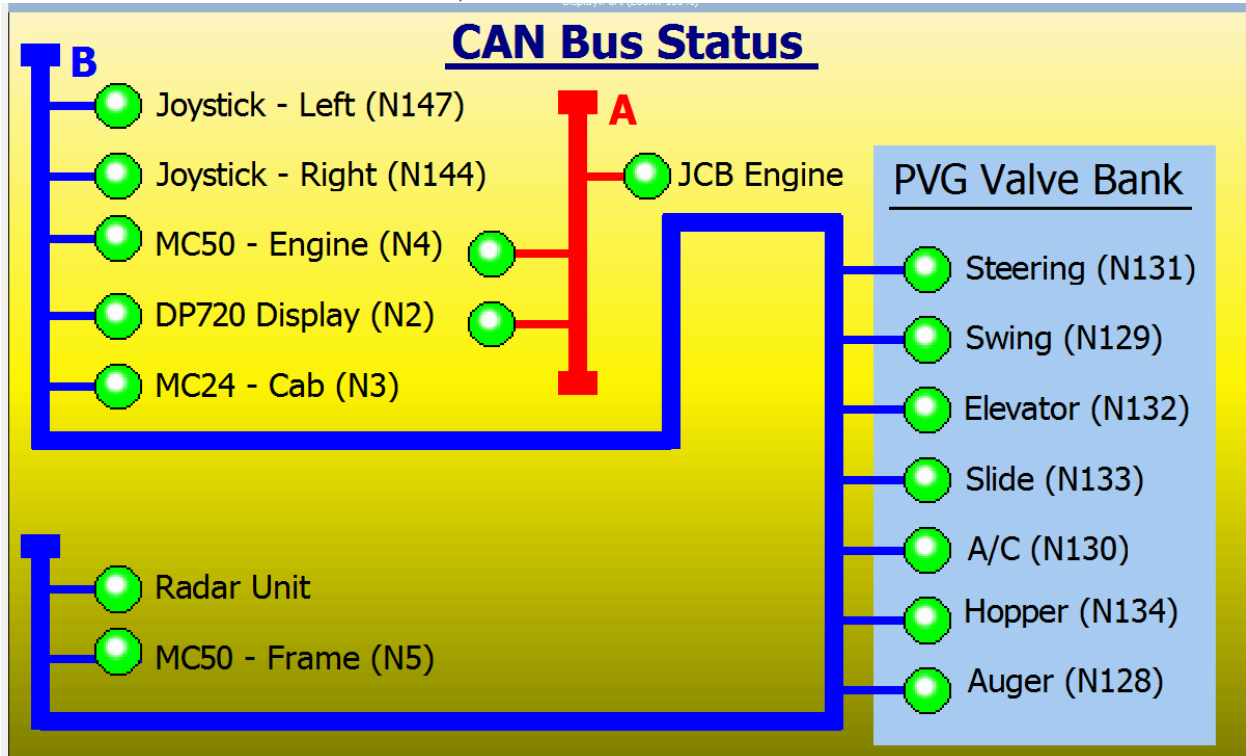 CAN Bus Status
B
Joystick - Left (N147)
Joystick - Right (N144)
MC50 - Engine (N4)
DP720 Display (N2)
MC24 - Cab (N3)
A
JCB Engine
PVG Valve Bank
Steering (N131)
Swing (N129)
Elevator (N132)
Slide (N133)
A/C (N130)
Hopper (N134)
Auger (N128)
Radar Unit
MC50 - Frame (N5)